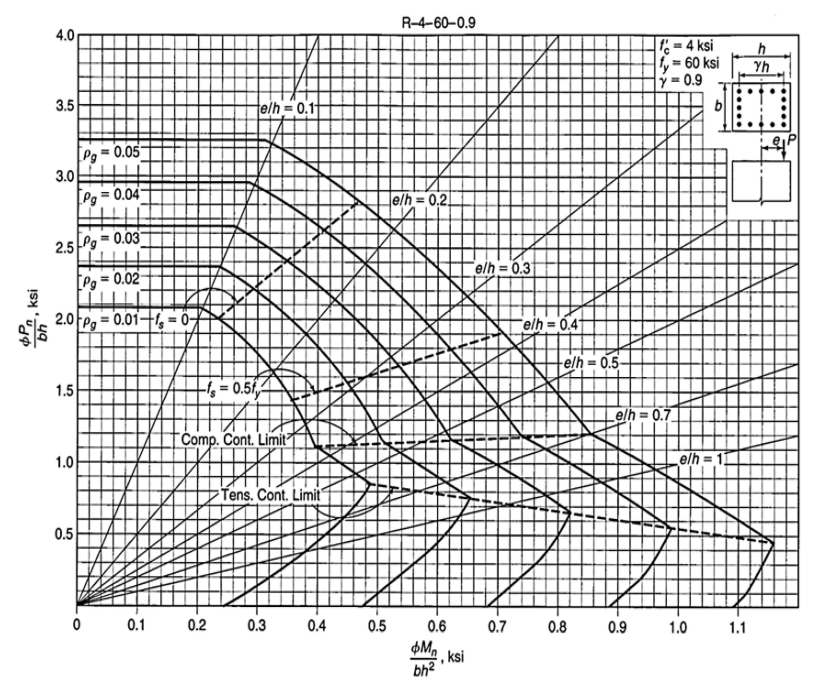 R–4–60–0.9
f′c = 4 ksi
fy = 60 ksi
γ = 0.9
h
γh
b
e
P
4.0
3.5
3.0
2.5
2.0
1.5
1.0
0.5
0
ϕPn/bh , ksi
e/h = 0.1
e/h = 0.2
e/h = 0.3
e/h = 0.4
e/h = 0.5
e/h = 0.7
e/h = 1
ρg = 0.05
ρg = 0.04
ρg = 0.03
ρg = 0.02
ρg = 0.01
fs = 0
fs = 0.5fy
Comp. Cont. Limit
Tens. Cont. Limit
0.1
0.2
0.3
0.4
0.5
0.6
0.7
0.8
0.9
1.0
1.1
ϕMn/bh² , ksi